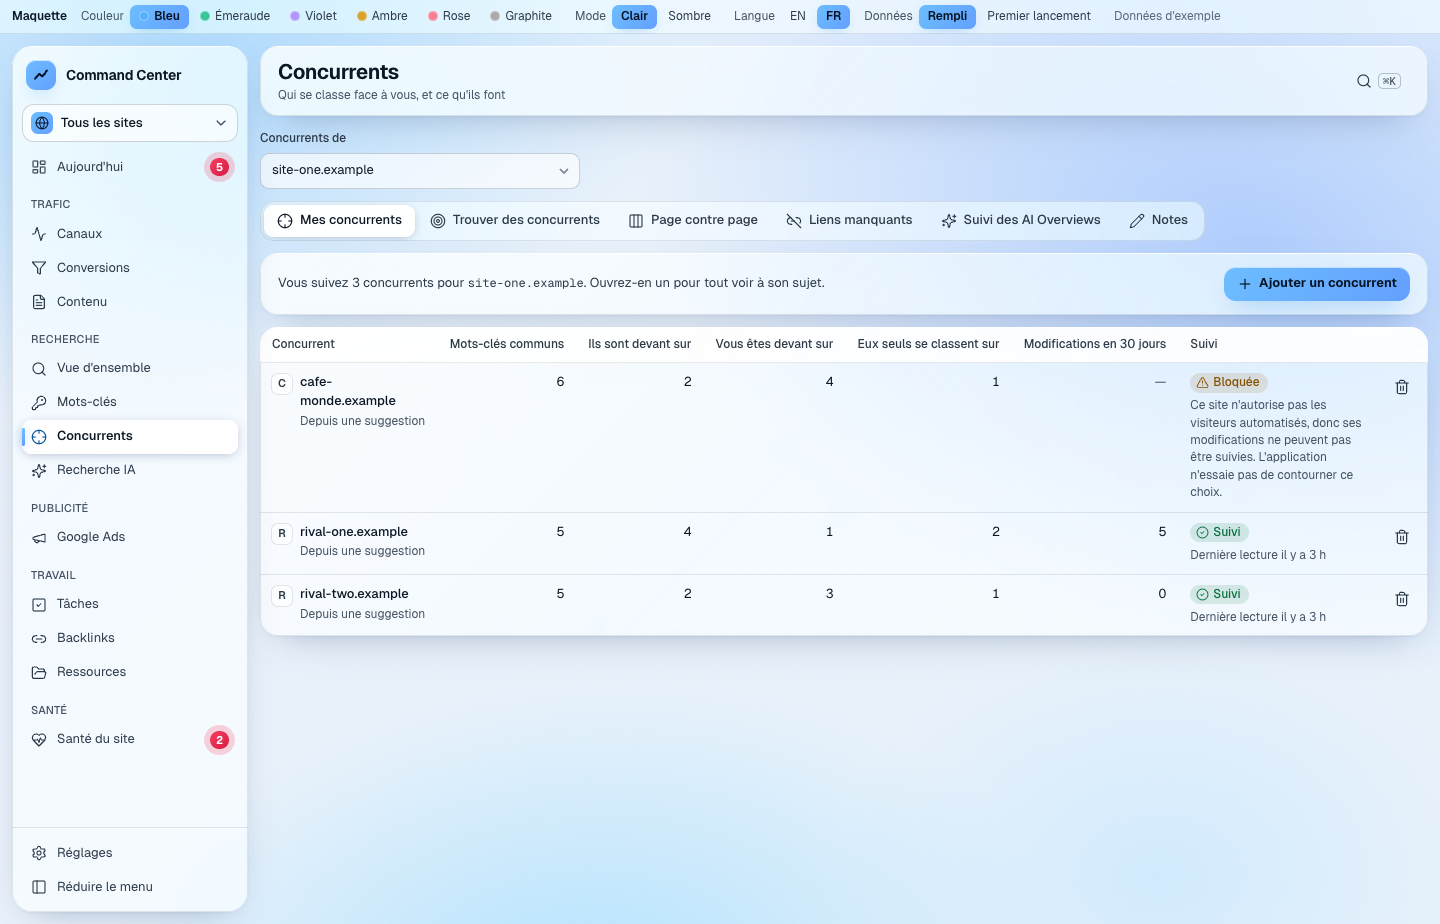 Maquette Couleur Bleu Émeraude Violet Ambre Rose Graphite Mode Clair Sombre Langue EN FR Données Rempli Premier lancement Données d'exemple
Command Center
Tous les sites
Aujourd'hui 5
TRAFIC
Canaux
Conversions
Contenu
RECHERCHE
Vue d'ensemble
Mots-clés
Concurrents
Recherche IA
PUBLICITÉ
Google Ads
TRAVAIL
Tâches
Backlinks
Ressources
SANTÉ
Santé du site 2
Réglages
Réduire le menu
Concurrents
Qui se classe face à vous, et ce qu'ils font
⌘K
Concurrents de
site-one.example
Mes concurrents Trouver des concurrents Page contre page Liens manquants Suivi des AI Overviews Notes
Vous suivez 3 concurrents pour site-one.example. Ouvrez-en un pour tout voir à son sujet.
Ajouter un concurrent
Concurrent Mots-clés communs Ils sont devant sur Vous êtes devant sur Eux seuls se classent sur Modifications en 30 jours Suivi
C cafe-monde.example 6 2 4 1 — Bloquée
Depuis une suggestion
Ce site n'autorise pas les
visiteurs automatisés, donc ses
modifications ne peuvent pas
être suivies. L'application
n'essaie pas de contourner ce
choix.
R rival-one.example 5 4 1 2 5 Suivi
Depuis une suggestion Dernière lecture il y a 3 h
R rival-two.example 5 2 3 1 0 Suivi
Depuis une suggestion Dernière lecture il y a 3 h